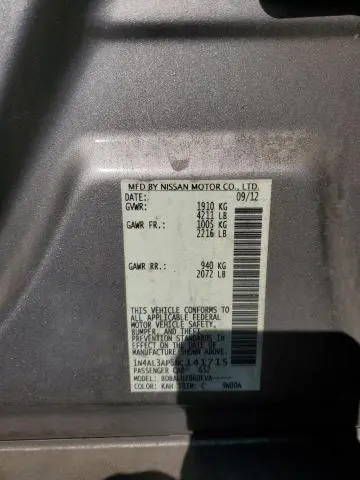 MFD BY NISSAN MOTOR CO., LTD.
DATE: 09/12
GVWR: 1910 KG
4211 LB
GAWR FR.: 1005 KG
2216 LB
GAWR RR.: 940 KG
2072 LB
THIS VEHICLE CONFORMS TO
ALL APPLICABLE FEDERAL
MOTOR VEHICLE SAFETY,
BUMPER, AND THEFT
PREVENTION STANDARDS IN
EFFECT ON THE DATE OF
MANUFACTURE SHOWN ABOVE.
PASSENGER CAR
MODEL:
COLOR: KAH TRIM: C